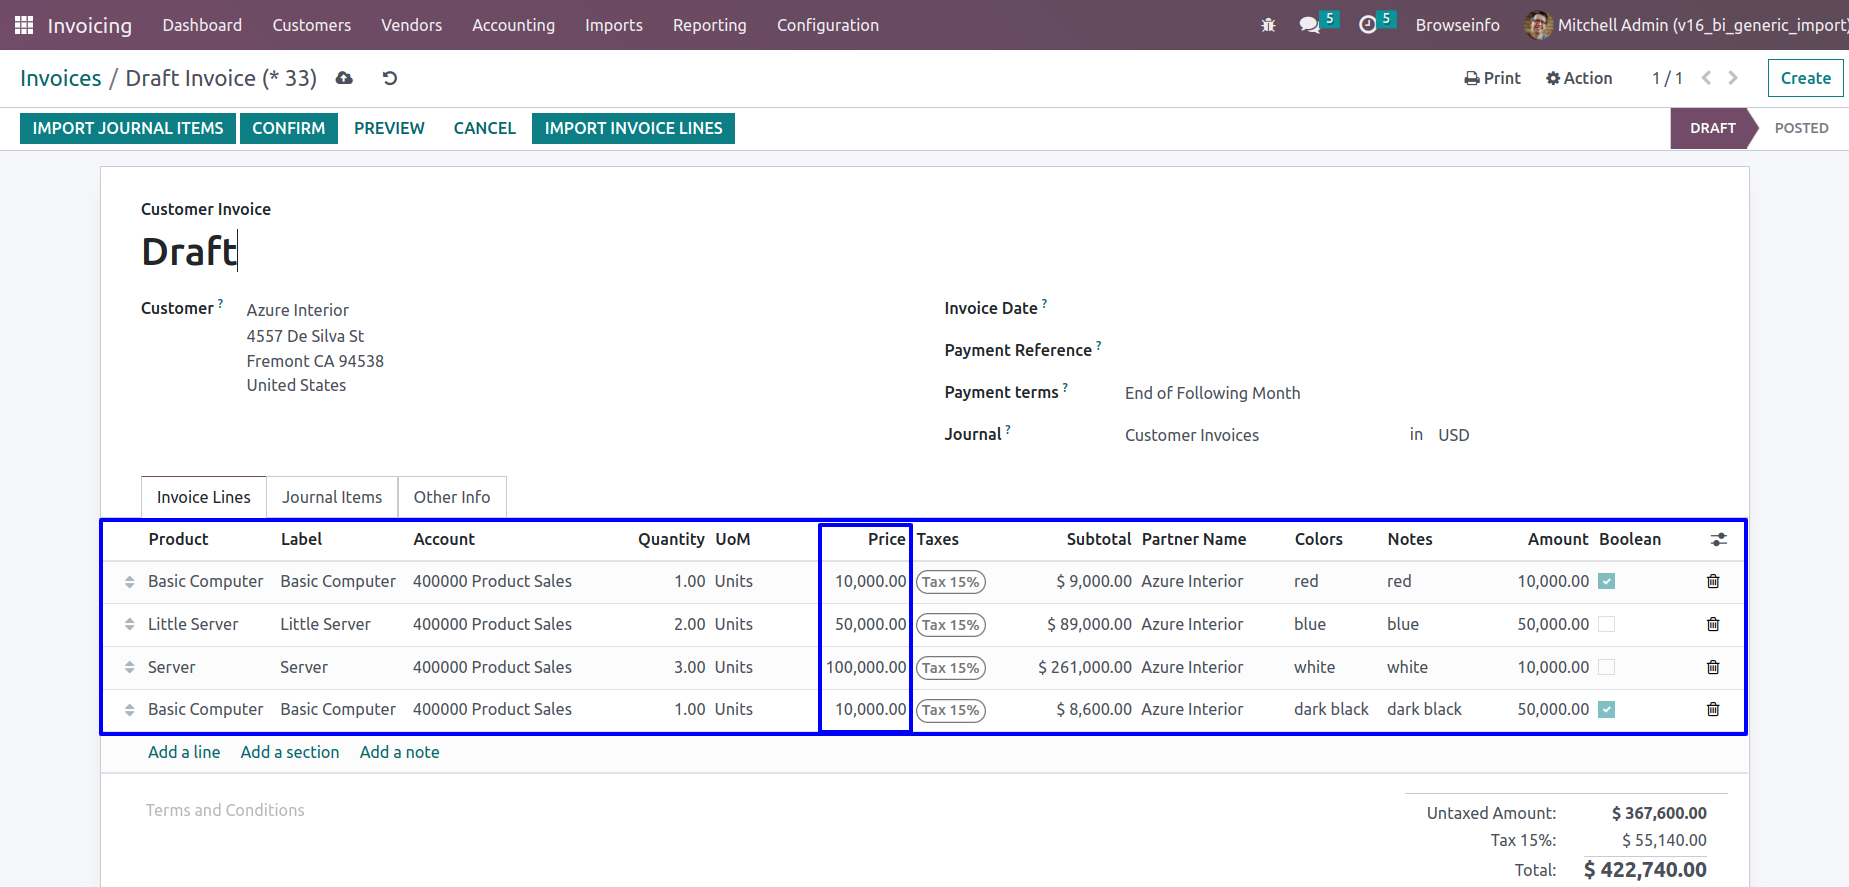 Invoicing Dashboard Customers Vendors Accounting Imports Reporting Configuration 5 5 Browseinfo Mitchell Admin (v16_bi_generic_import)
Invoices / Draft Invoice (* 33) Print Action 1 / 1 Create
IMPORT JOURNAL ITEMS CONFIRM PREVIEW CANCEL IMPORT INVOICE LINES DRAFT POSTED
Customer Invoice
Draft
Customer ? Azure Interior
4557 De Silva St
Fremont CA 94538
United States
Invoice Date ?
Payment Reference ?
Payment terms ? End of Following Month
Journal ? Customer Invoices in USD
Invoice Lines Journal Items Other Info
Product Label Account Quantity UoM Price Taxes Subtotal Partner Name Colors Notes Amount Boolean
Basic Computer Basic Computer 400000 Product Sales 1.00 Units 10,000.00 Tax 15% $ 9,000.00 Azure Interior red red 10,000.00
Little Server Little Server 400000 Product Sales 2.00 Units 50,000.00 Tax 15% $ 89,000.00 Azure Interior blue blue 50,000.00
Server Server 400000 Product Sales 3.00 Units 100,000.00 Tax 15% $ 261,000.00 Azure Interior white white 10,000.00
Basic Computer Basic Computer 400000 Product Sales 1.00 Units 10,000.00 Tax 15% $ 8,600.00 Azure Interior dark black dark black 50,000.00
Add a line Add a section Add a note
Terms and Conditions
Untaxed Amount: $ 367,600.00
Tax 15%: $ 55,140.00
Total: $ 422,740.00